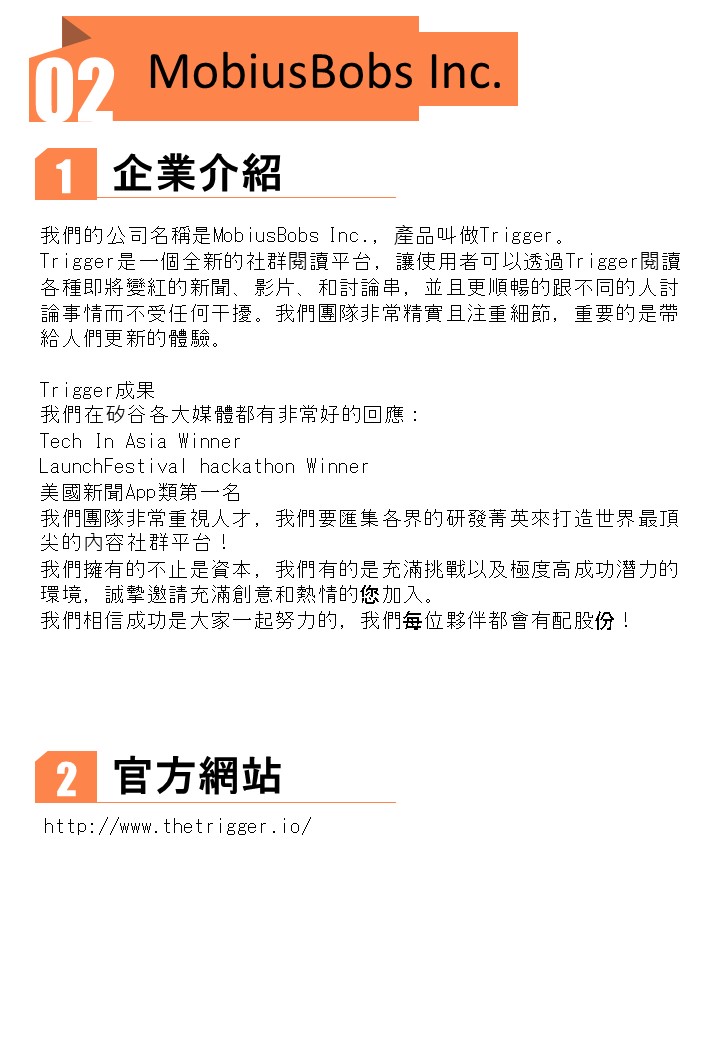 02
MobiusBobs Inc.
1
企業介紹
我們的公司名稱是MobiusBobs Inc.，產品叫做Trigger。
Trigger是一個全新的社群閱讀平台，讓使用者可以透過Trigger閱讀
各種即將變紅的新聞、影片、和討論串，並且更順暢的跟不同的人討
論事情而不受任何干擾。我們團隊非常精實且注重細節，重要的是帶
給人們更新的體驗。
Trigger成果
我們在矽谷各大媒體都有非常好的回應：
Tech In Asia Winner
LaunchFestival hackathon Winner
美國新聞App類第一名
我們團隊非常重視人才，我們要匯集各界的研發菁英來打造世界最頂
尖的內容社群平台！
我們擁有的不止是資本，我們有的是充滿挑戰以及極度高成功潛力的
環境，誠摯邀請充滿創意和熱情的您加入。
我們相信成功是大家一起努力的，我們每位夥伴都會有配股份！
2
官方網站
http://www.thetrigger.io/